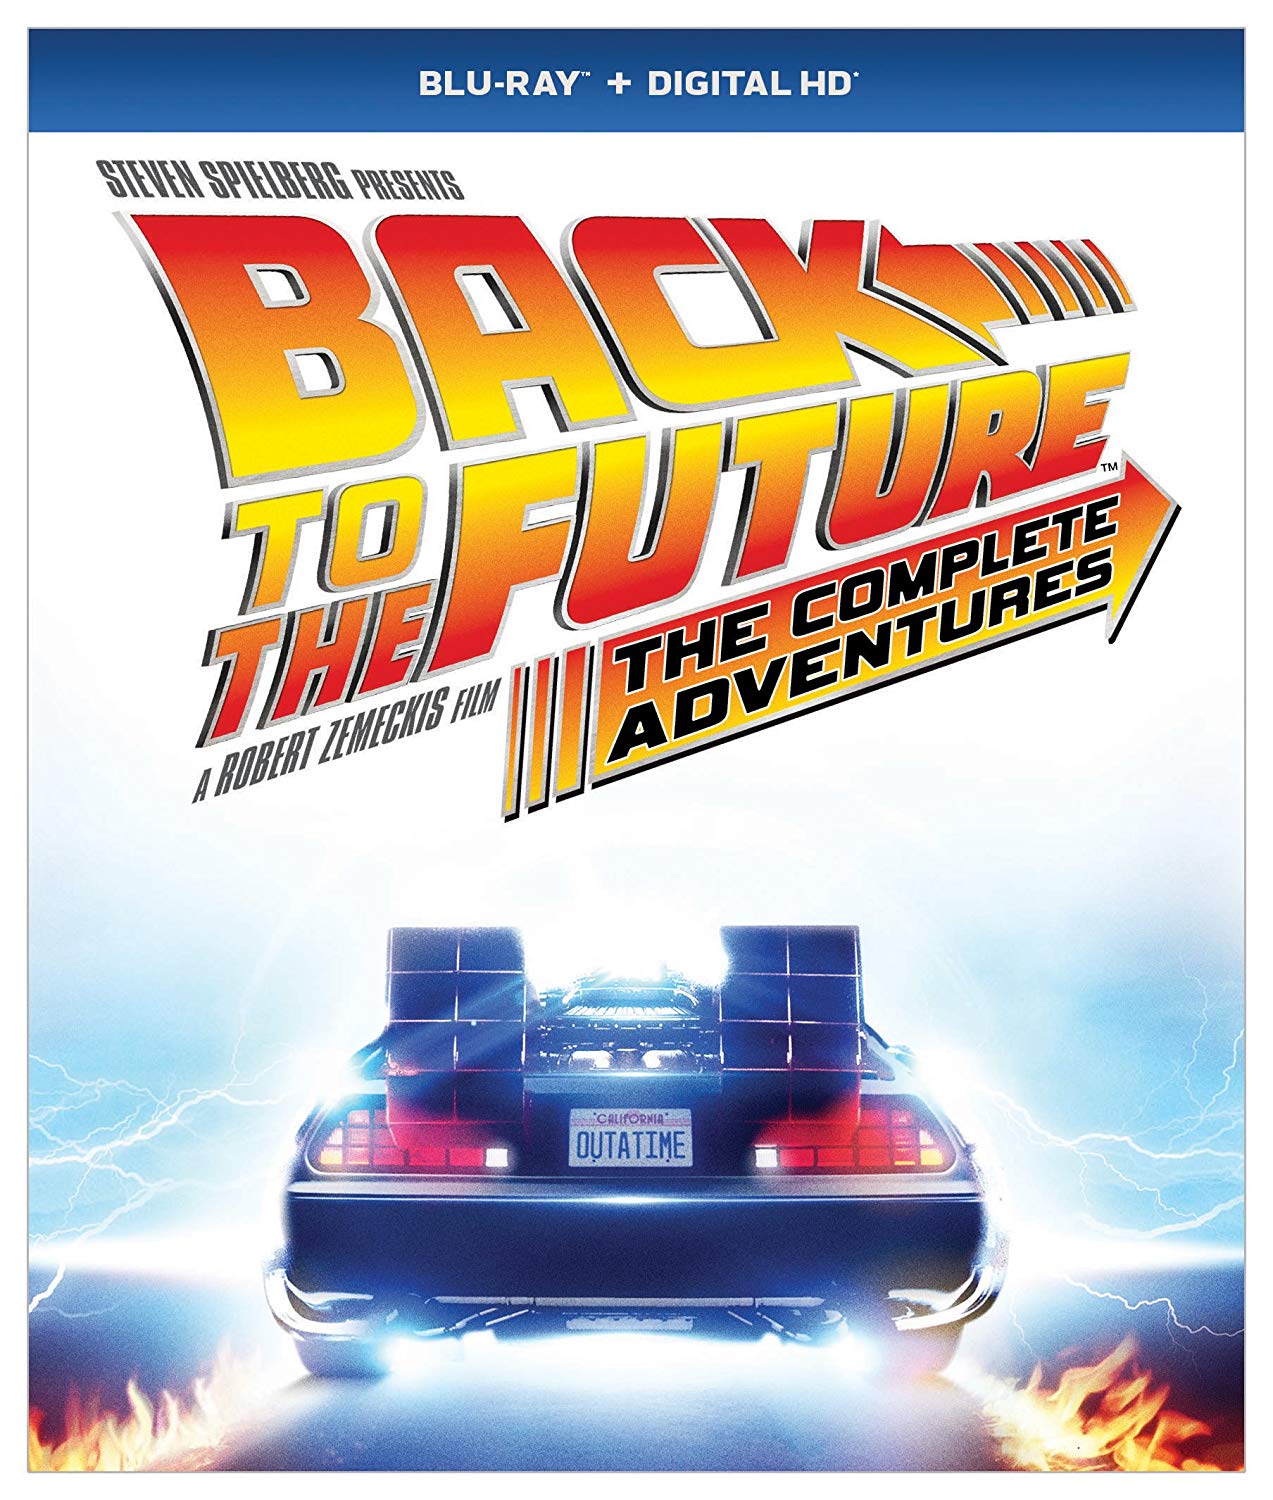 BLU-RAY™ + DIGITAL HD*
STEVEN SPIELBERG PRESENTS
BACK
TO
THE FUTURE™
THE COMPLETE
ADVENTURES
A ROBERT ZEMECKIS FILM
CALIFORNIA
OUTATIME